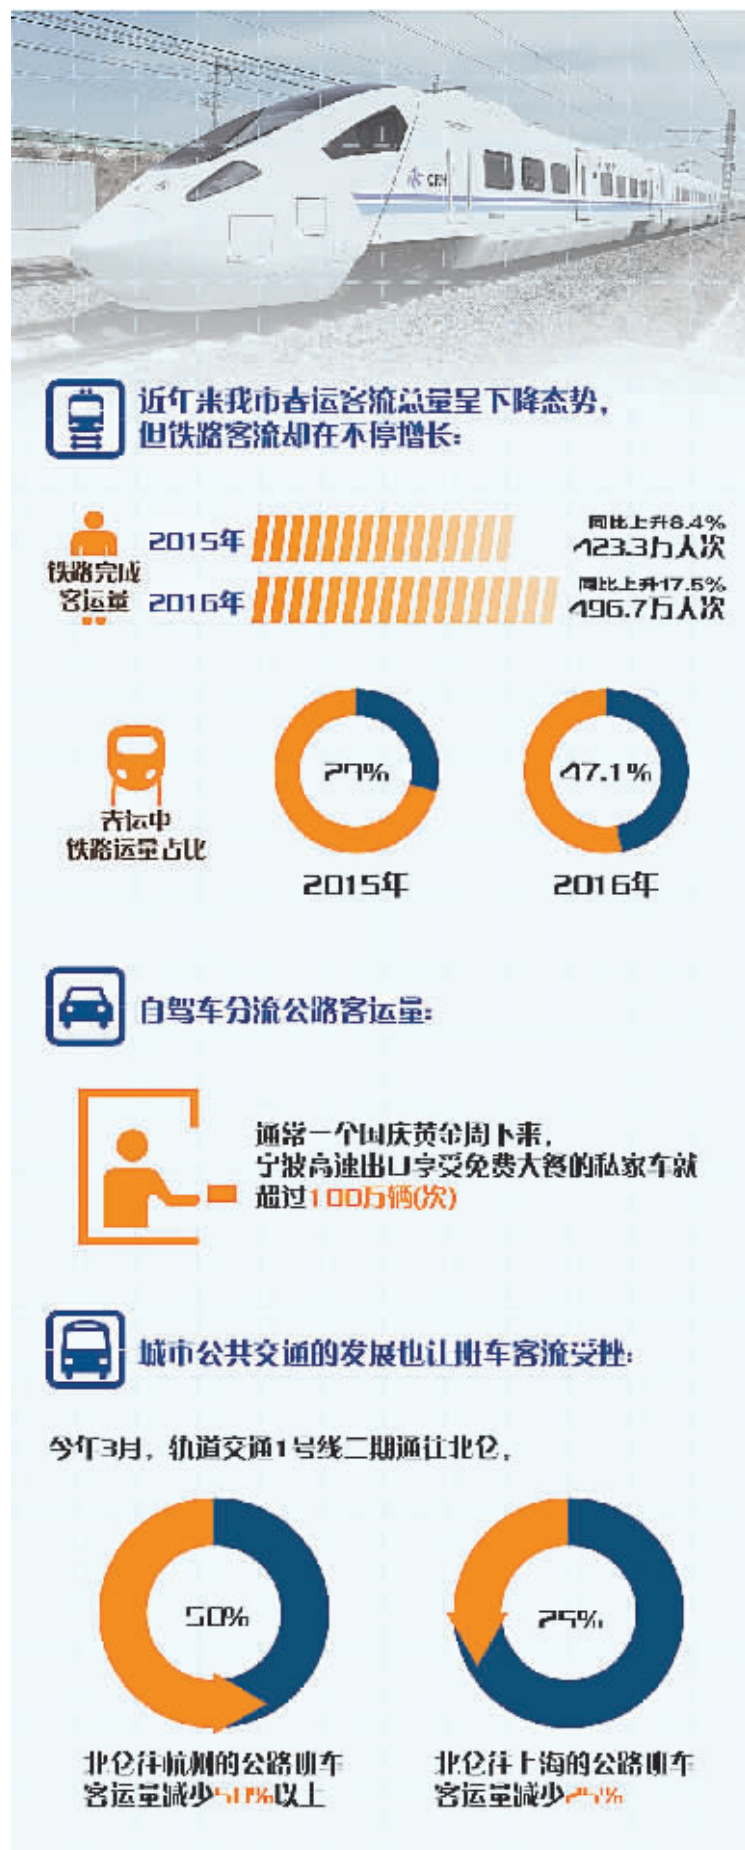 CRH
近年来我市春运客流总量呈下降态势，
但铁路客流却在不停增长：
铁路完成
客运量
2015年
同比上升8.4%
423.3万人次
2016年
同比上升17.5%
496.7万人次
春运中
铁路运量占比
29%
2015年
47.1%
2016年
自驾车分流公路客运量：
通常一个国庆黄金周下来，
宁波高速出口享受免费大餐的私家车就
超过100万辆(次)
城市公共交通的发展也让班车客流受挫：
今年3月，轨道交通1号线二期通往北仑，
50%
北仑往杭州的公路班车
客运量减少50%以上
25%
北仑往上海的公路班车
客运量减少25%